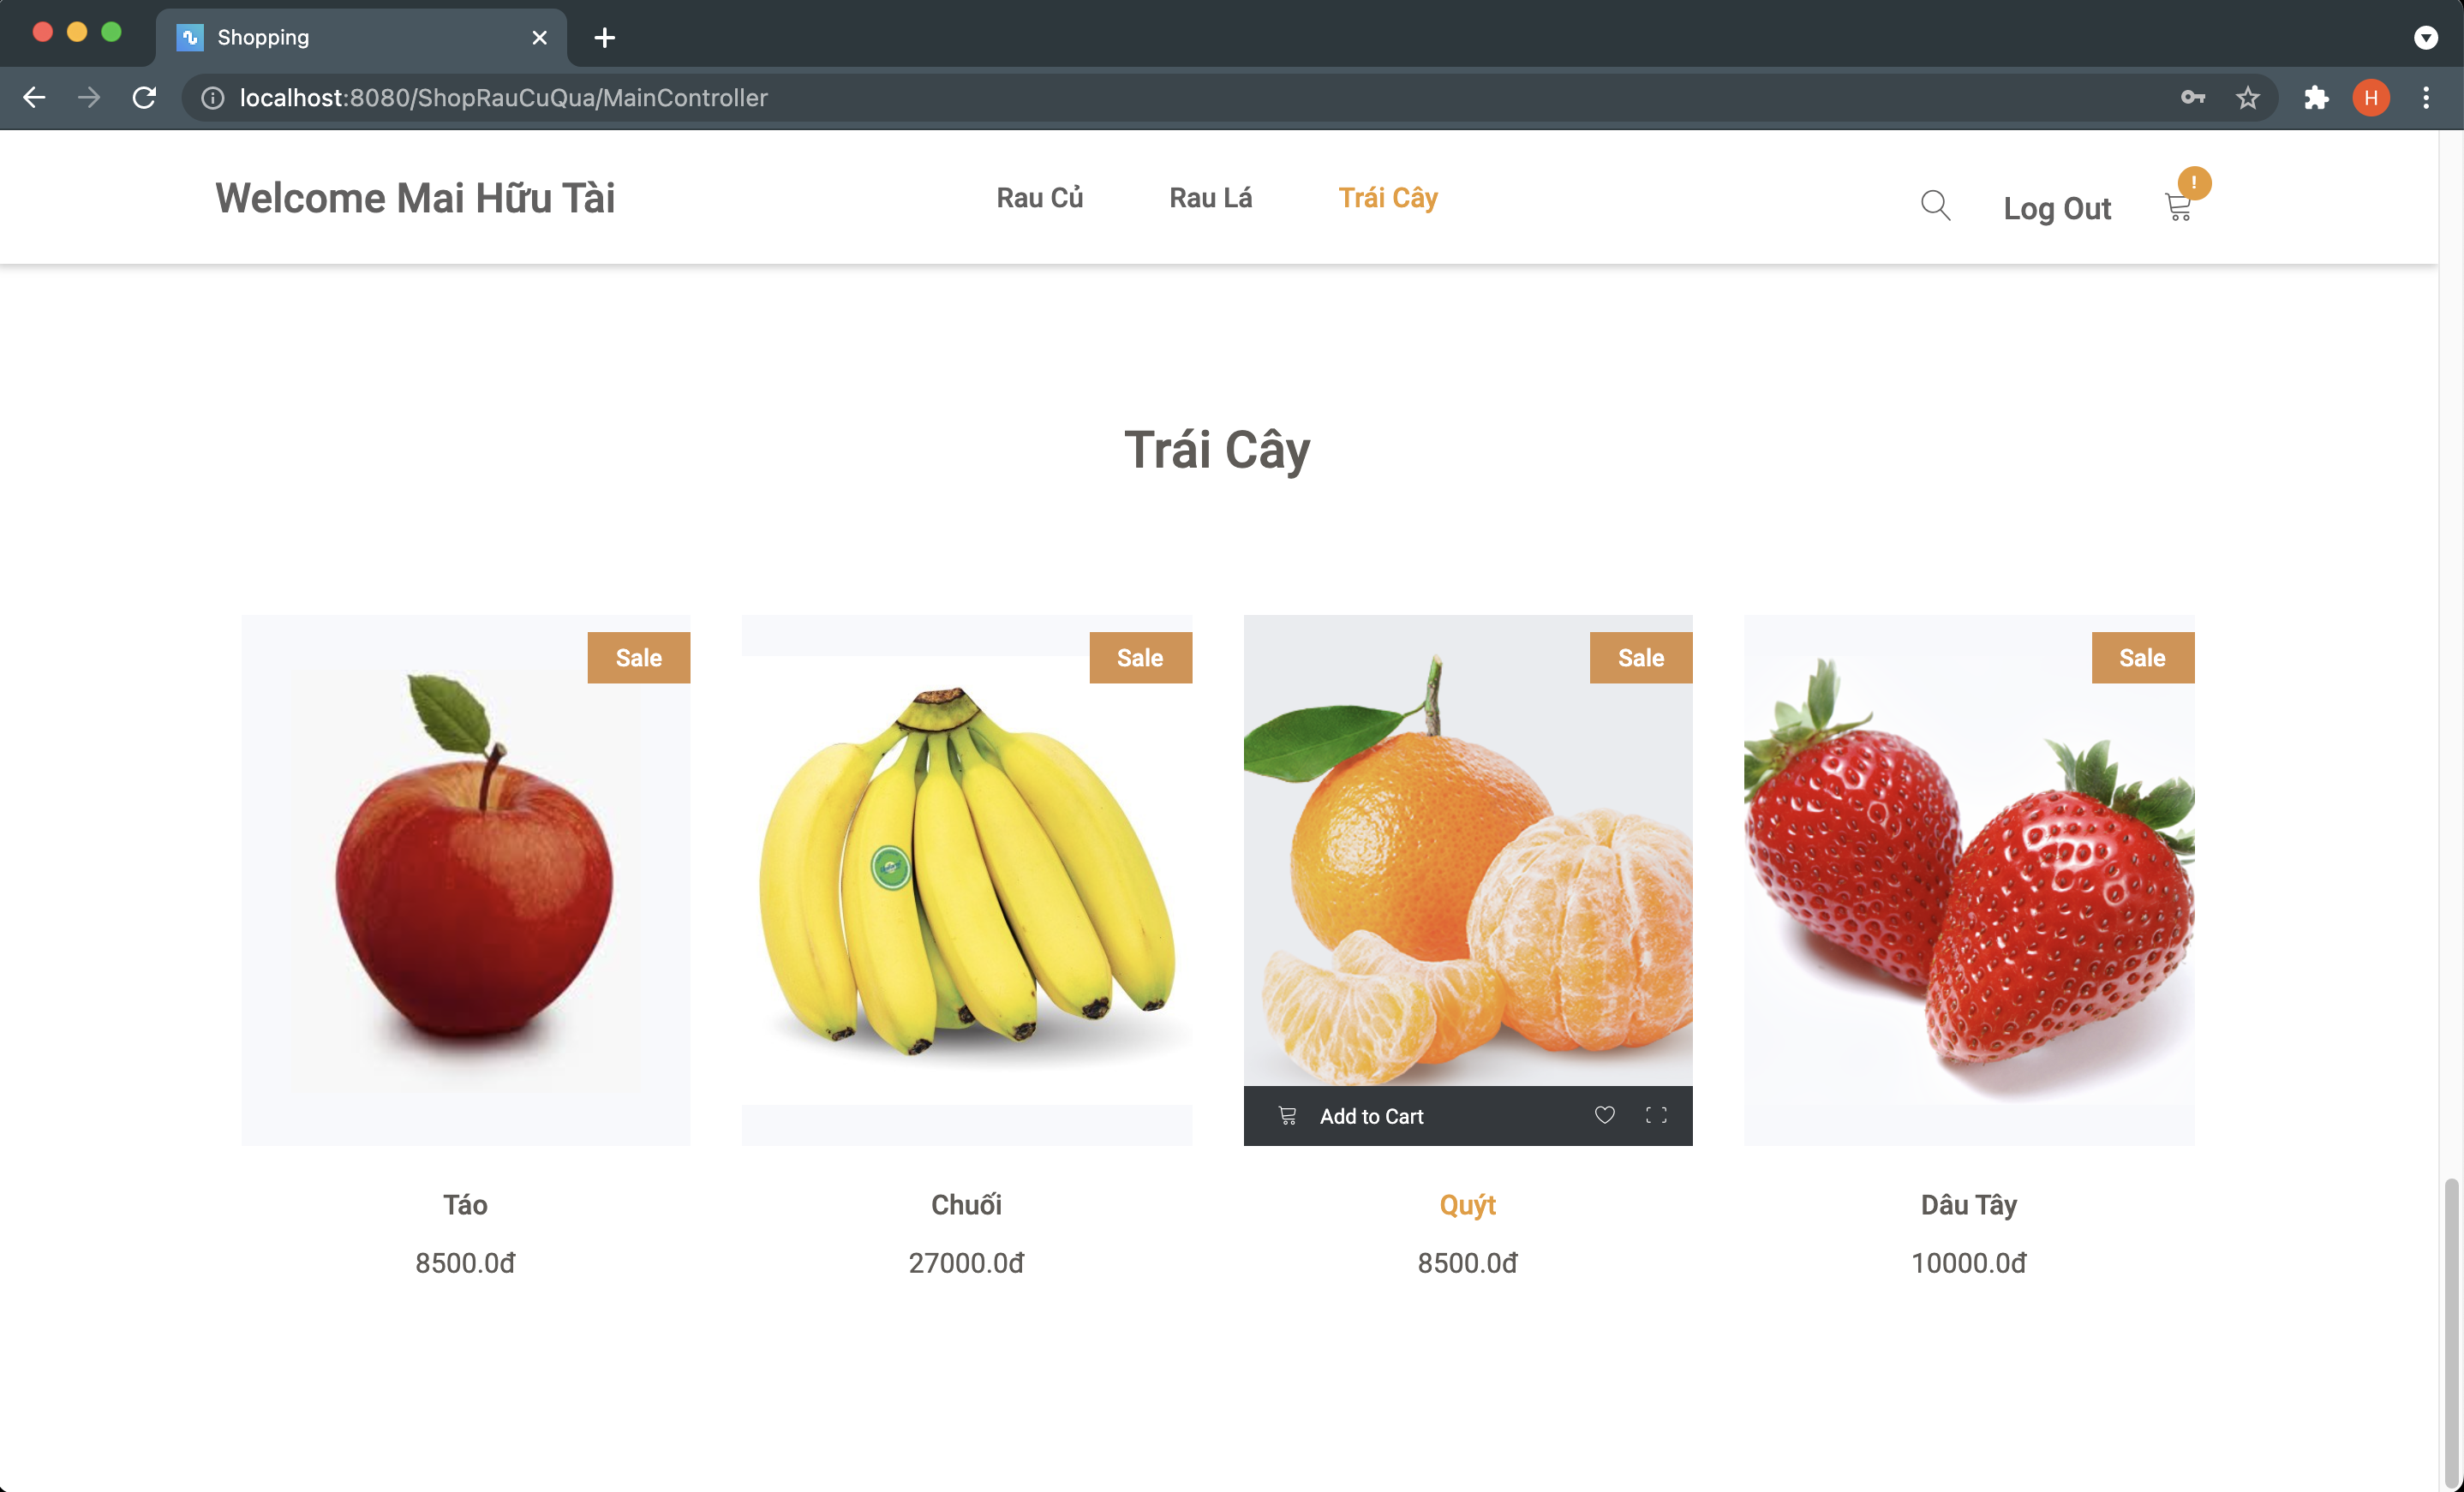 Shopping
localhost:8080/ShopRauCuQua/MainController
H
Welcome Mai Hữu Tài
Rau Củ
Rau Lá
Trái Cây
Log Out
!
Trái Cây
Sale
Sale
Sale
Sale
Add to Cart
Táo
Chuối
Quýt
Dâu Tây
8500.0đ
27000.0đ
8500.0đ
10000.0đ